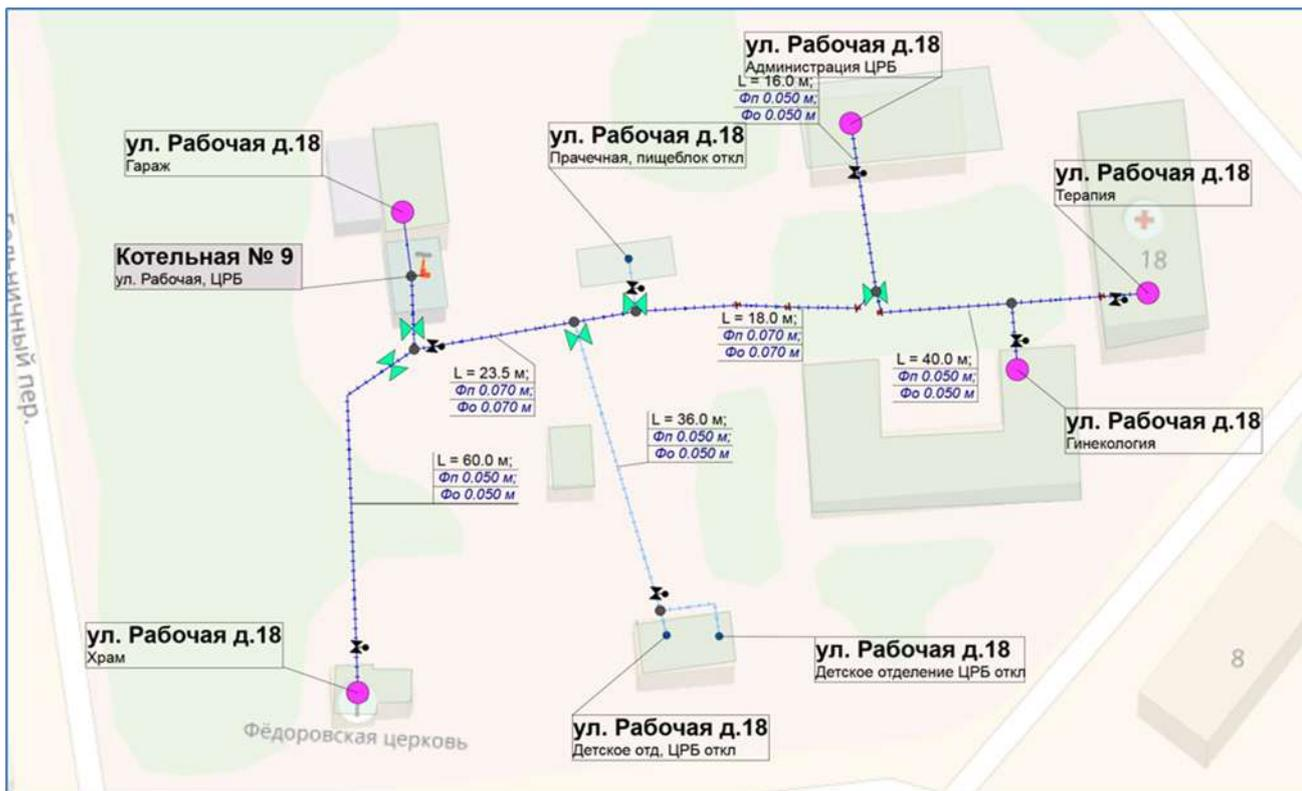 ул. Рабочая д.18
Администрация ЦРБ
L = 16.0 м;
Фп 0.050 м;
Фо 0.050 м
ул. Рабочая д.18
Гараж
ул. Рабочая д.18
Прачечная, пищеблок откл
ул. Рабочая д.18
Терапия
18
Котельная № 9
ул. Рабочая, ЦРБ
Больничный пер.
L = 18.0 м;
Фп 0.070 м;
Фо 0.070 м
L = 23.5 м;
Фп 0.070 м;
Фо 0.070 м
L = 40.0 м;
Фп 0.050 м;
Фо 0.050 м
L = 36.0 м;
Фп 0.050 м;
Фо 0.050 м
ул. Рабочая д.18
Гинекология
L = 60.0 м;
Фп 0.050 м;
Фо 0.050 м
ул. Рабочая д.18
Храм
ул. Рабочая д.18
Детское отделение ЦРБ откл
8
Фёдоровская церковь
ул. Рабочая д.18
Детское отд, ЦРБ откл